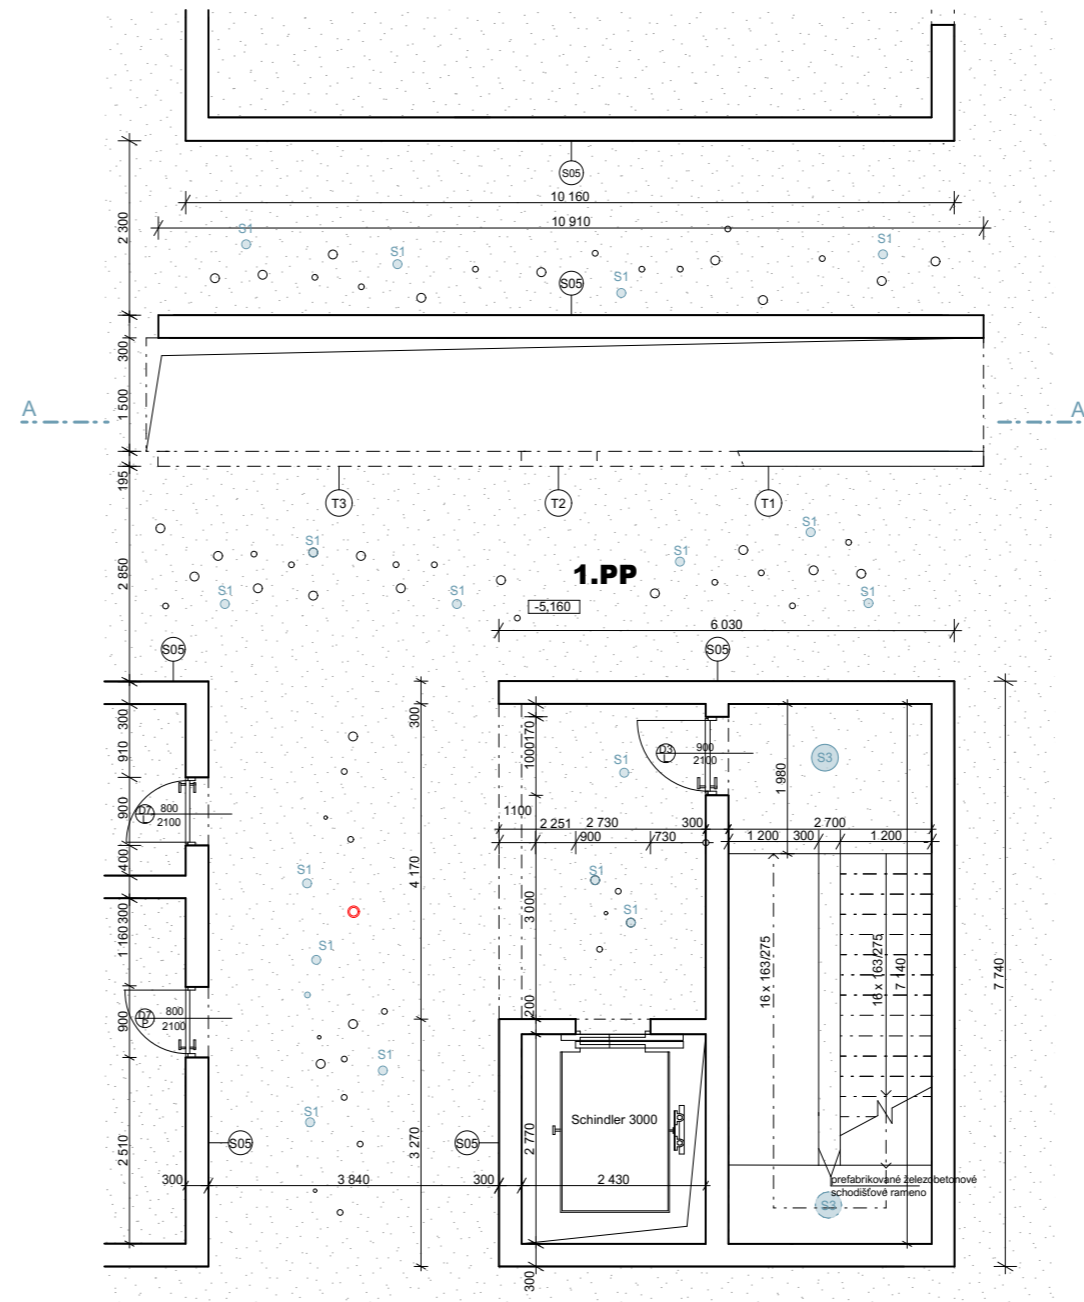 S05
10 160
10 910
2 300
S1
S1
S1
S1
S05
300
1 500
A
A
195
T3
T2
T1
S1
S1
S1
S1
S1
S1
2 850
1.PP
-5,160
6 030
S05
S05
300
910
900
400
300
1 160
900
2 510
D7
L
800
2100
D7
P
800
2100
300
4 170
3 270
170
1000
1100
2 251
2 730
300
900
730
3 000
200
2 770
300
D3
L
900
2100
S1
S1
S1
S3
1 980
2 700
1 200
300
1 200
16 x 163/275
16 x 163/275
7 140
7 740
S1
S1
S1
S1
S05
S05
300
3 840
300
2 430
Schindler 3000
prefabrikované železobetonové
schodišťové rameno
S3